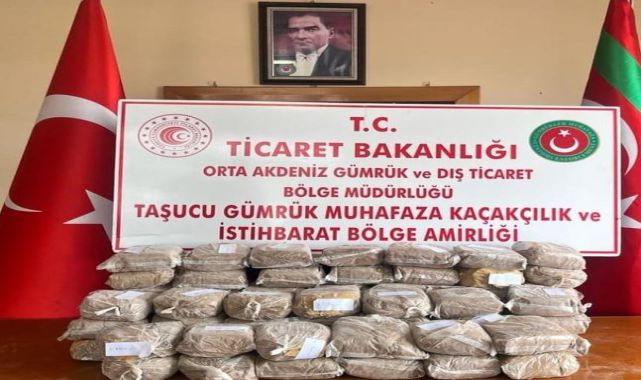 T.C.
TİCARET BAKANLIĞI
ORTA AKDENİZ GÜMRÜK ve DIŞ TİCARET
BÖLGE MÜDÜRLÜĞÜ
TAŞUCU GÜMRÜK MUHAFAZA KAÇAKÇILIK ve
İSTİHBARAT BÖLGE AMİRLİĞİ